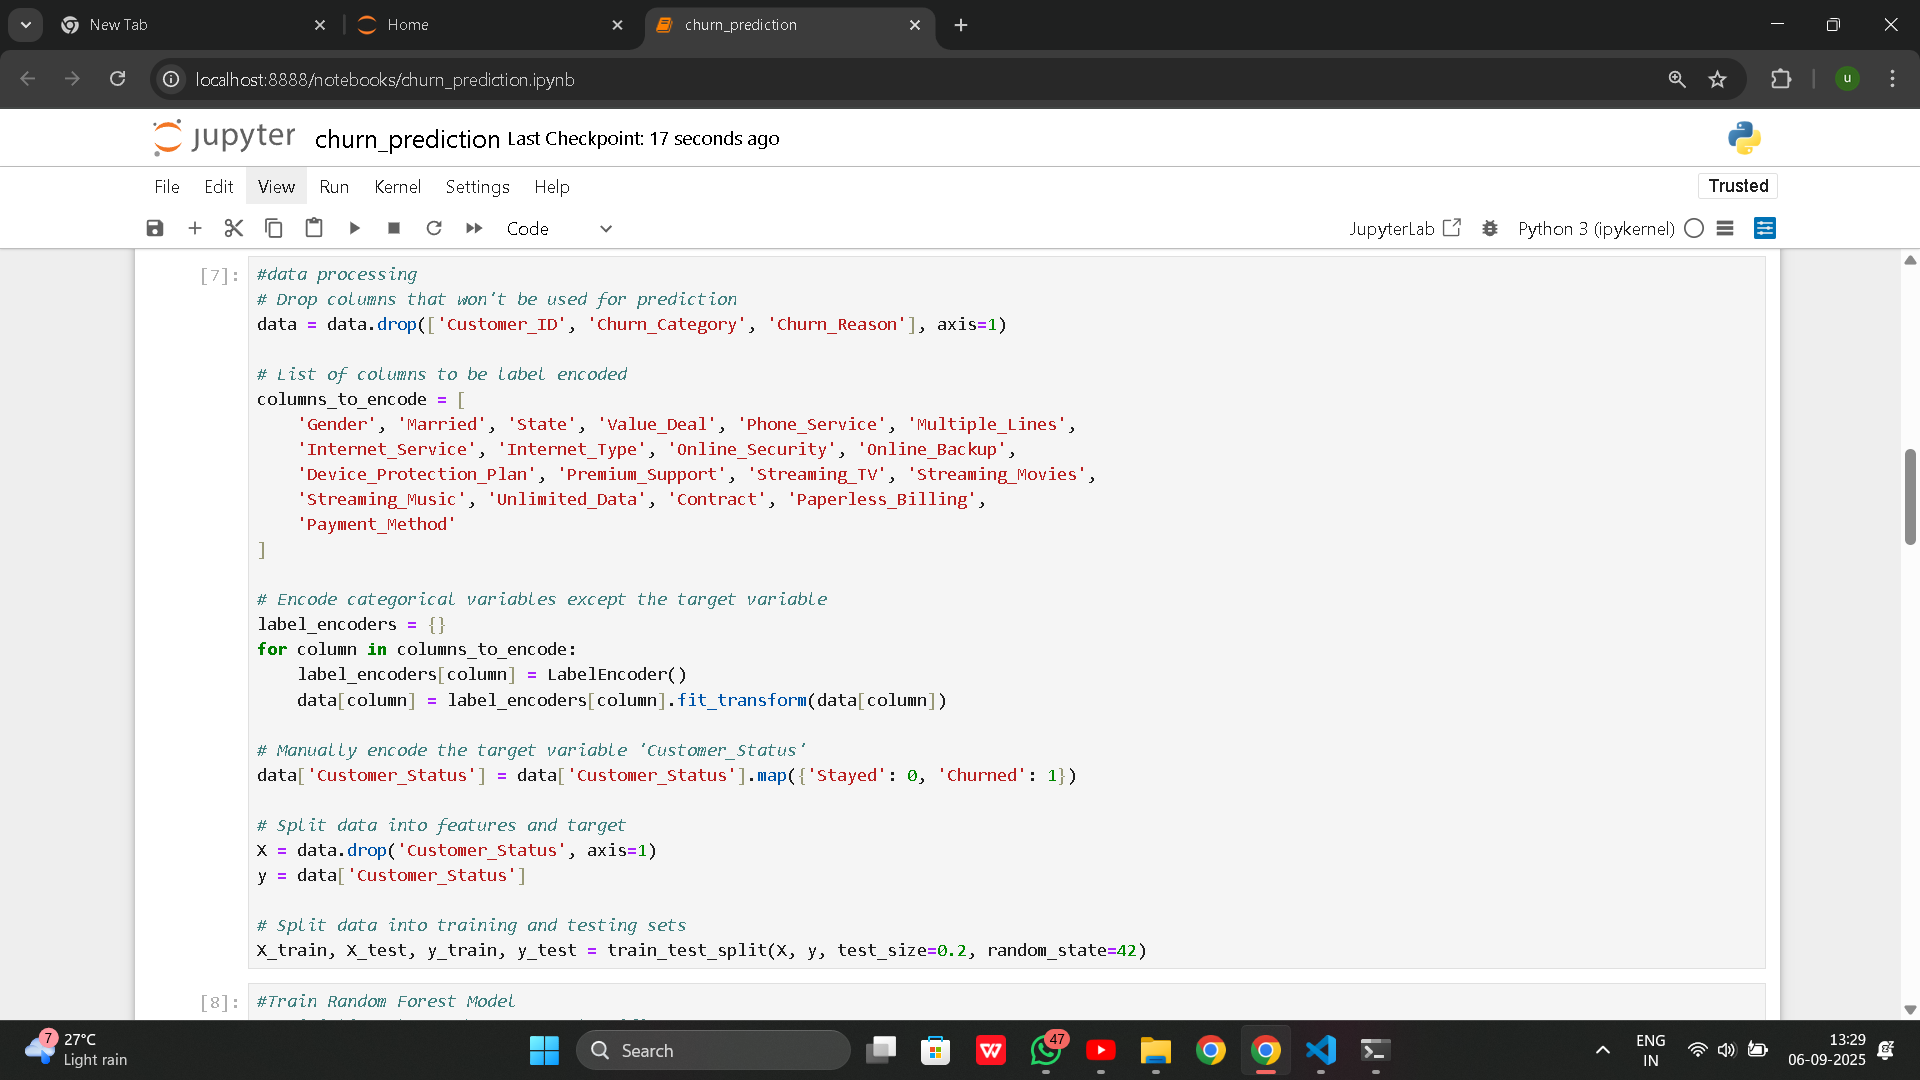 New Tab
Home
churn_prediction
localhost:8888/notebooks/churn_prediction.ipynb
u
jupyter churn_prediction Last Checkpoint: 17 seconds ago
File Edit View Run Kernel Settings Help
Trusted
Code
JupyterLab
Python 3 (ipykernel)
[7]:
#data processing
# Drop columns that won't be used for prediction
data = data.drop(['Customer_ID', 'Churn_Category', 'Churn_Reason'], axis=1)
# List of columns to be label encoded
columns_to_encode = [
    'Gender', 'Married', 'State', 'Value_Deal', 'Phone_Service', 'Multiple_Lines',
    'Internet_Service', 'Internet_Type', 'Online_Security', 'Online_Backup',
    'Device_Protection_Plan', 'Premium_Support', 'Streaming_TV', 'Streaming_Movies',
    'Streaming_Music', 'Unlimited_Data', 'Contract', 'Paperless_Billing',
    'Payment_Method'
]
# Encode categorical variables except the target variable
label_encoders = {}
for column in columns_to_encode:
    label_encoders[column] = LabelEncoder()
    data[column] = label_encoders[column].fit_transform(data[column])
# Manually encode the target variable 'Customer_Status'
data['Customer_Status'] = data['Customer_Status'].map({'Stayed': 0, 'Churned': 1})
# Split data into features and target
X = data.drop('Customer_Status', axis=1)
y = data['Customer_Status']
# Split data into training and testing sets
X_train, X_test, y_train, y_test = train_test_split(X, y, test_size=0.2, random_state=42)
[8]:
#Train Random Forest Model
7
27°C
Light rain
Search
W
47
ENG
IN
13:29
06-09-2025